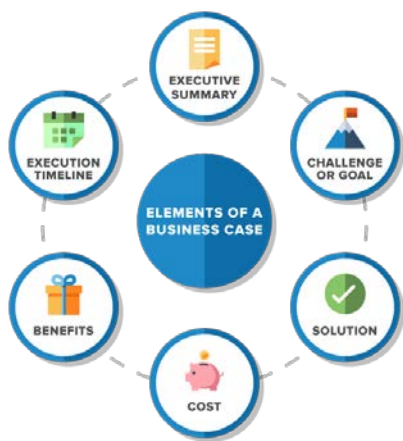 EXECUTIVE
SUMMARY
CHALLENGE
OR GOAL
SOLUTION
COST
BENEFITS
EXECUTION
TIMELINE
ELEMENTS OF A
BUSINESS CASE